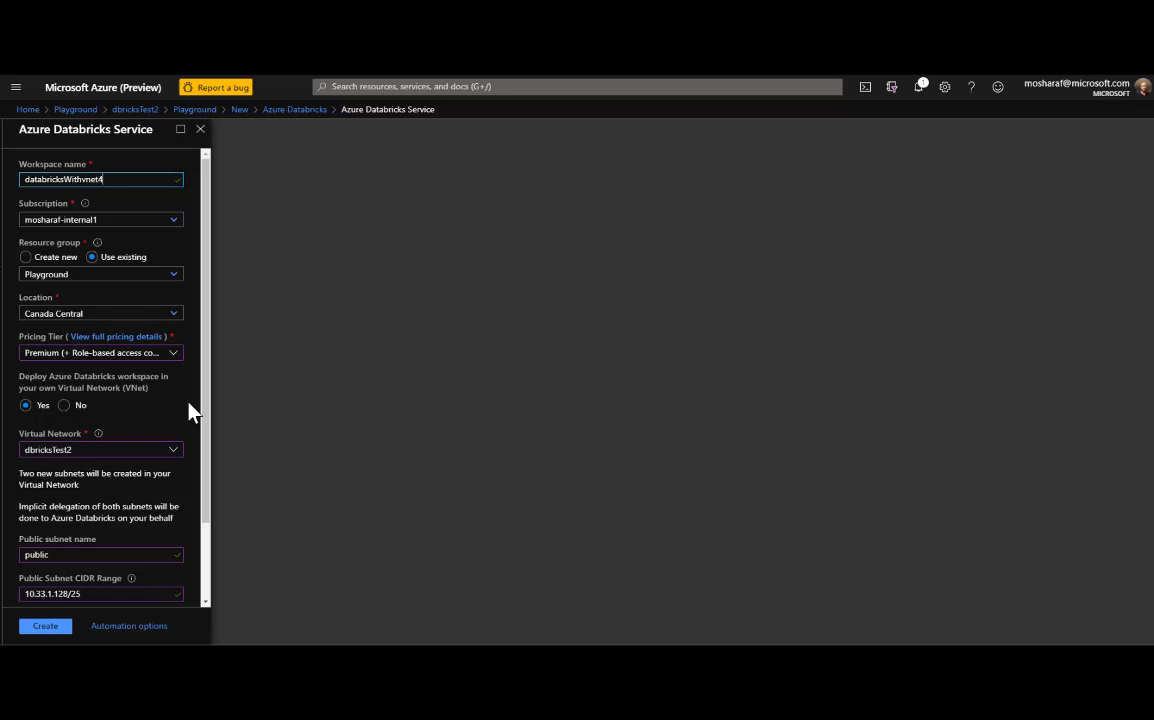 Microsoft Azure (Preview)
Report a bug
Search resources, services, and docs (G+/)
1
mosharaf@microsoft.com
MICROSOFT
Home > Playground > dbricksTest2 > Playground > New > Azure Databricks > Azure Databricks Service
Azure Databricks Service
Workspace name *
databricksWithvnet4
Subscription *
mosharaf-internal1
Resource group *
Create new Use existing
Playground
Location *
Canada Central
Pricing Tier ( View full pricing details ) *
Premium (+ Role-based access co...
Deploy Azure Databricks workspace in
your own Virtual Network (VNet)
Yes No
Virtual Network *
dbricksTest2
Two new subnets will be created in your
Virtual Network
Implicit delegation of both subnets will be
done to Azure Databricks on your behalf
Public subnet name
public
Public Subnet CIDR Range
10.33.1.128/25
Create Automation options